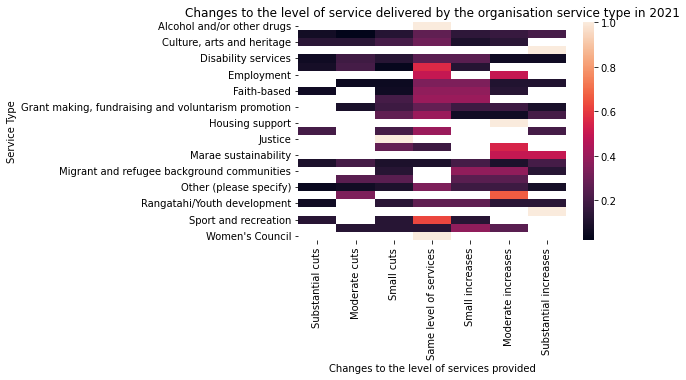 Changes to the level of service delivered by the organisation service type in 2021
Service Type
Alcohol and/or other drugs
Culture, arts and heritage
Disability services
Employment
Faith-based
Grant making, fundraising and voluntarism promotion
Housing support
Justice
Marae sustainability
Migrant and refugee background communities
Other (please specify)
Rangatahi/Youth development
Sport and recreation
Women's Council
Substantial cuts
Moderate cuts
Small cuts
Same level of services
Small increases
Moderate increases
Substantial increases
Changes to the level of services provided
1.0
0.8
0.6
0.4
0.2